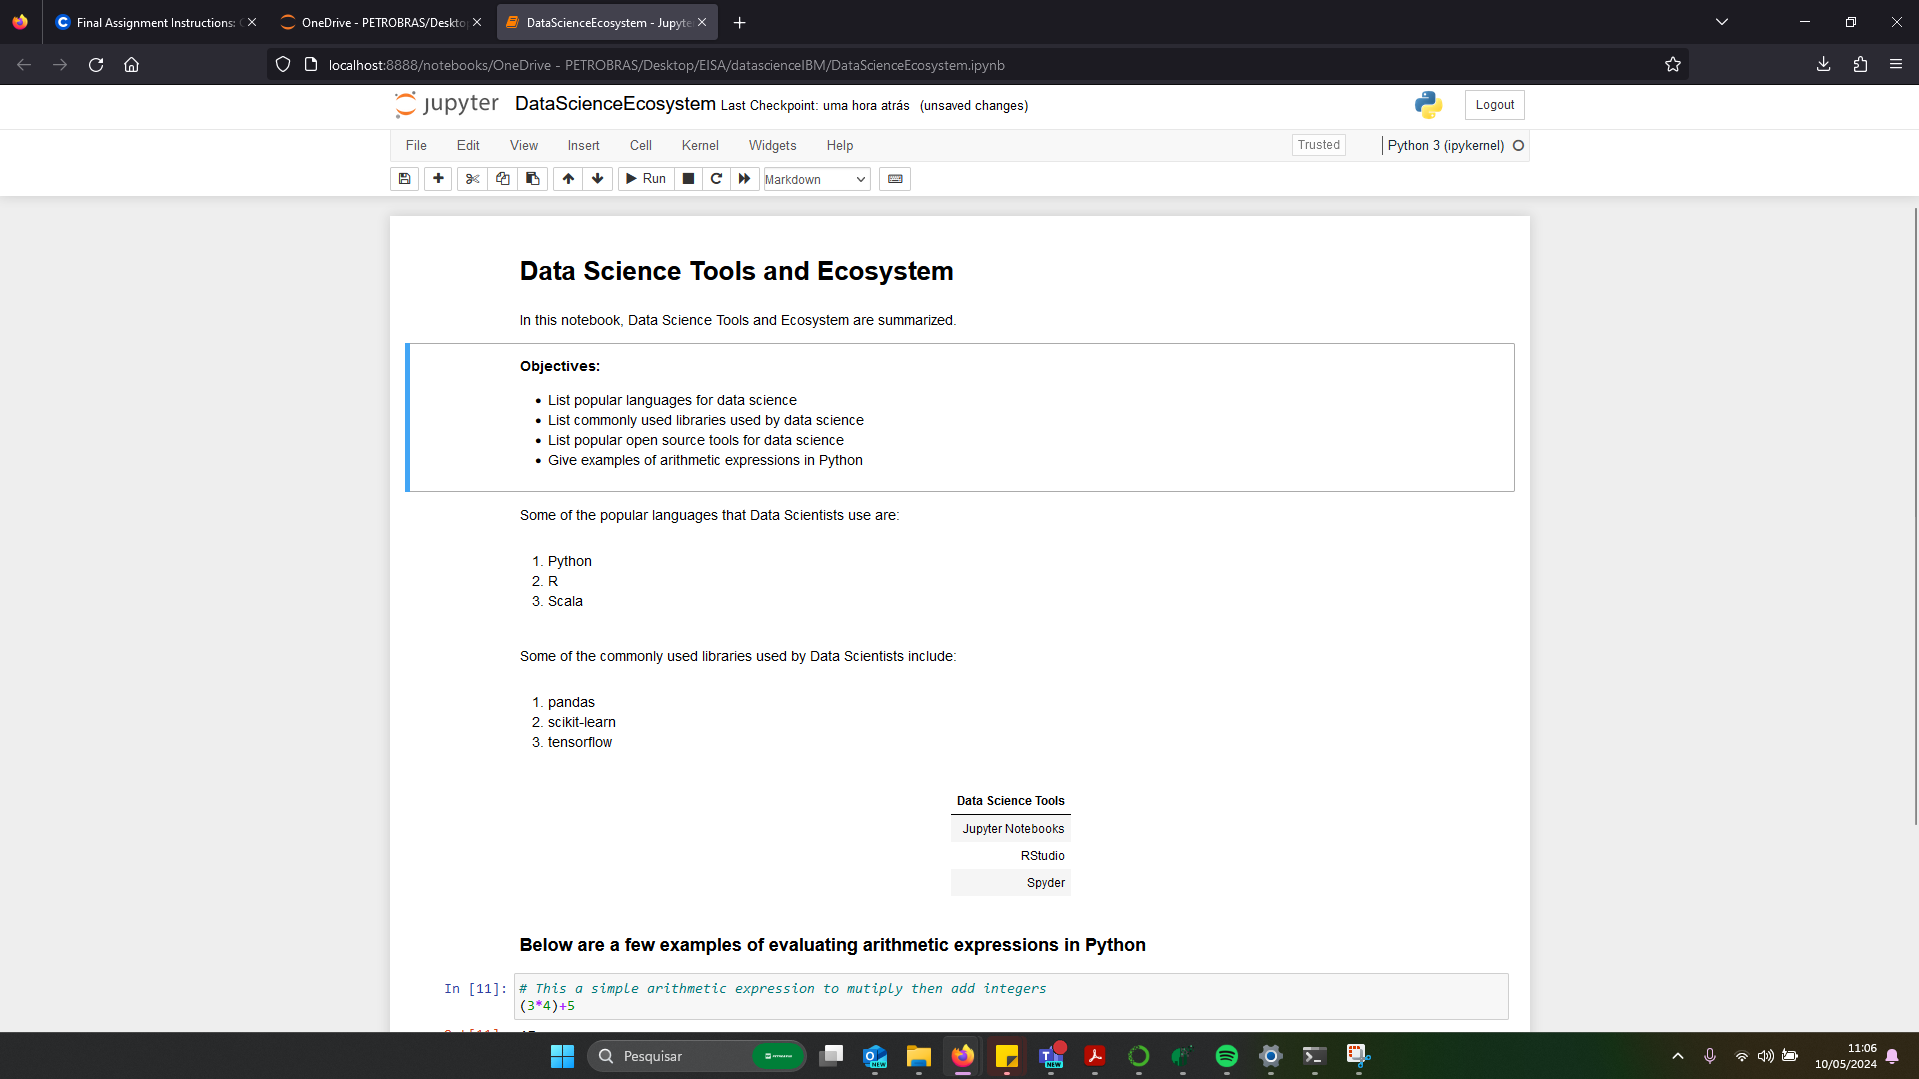 Final Assignment Instructions:
OneDrive - PETROBRAS/Deskto
DataScienceEcosystem - Jupyte
localhost:8888/notebooks/OneDrive - PETROBRAS/Desktop/EISA/datascienceIBM/DataScienceEcosystem.ipynb
jupyter DataScienceEcosystem Last Checkpoint: uma hora atrás (unsaved changes)
Logout
File Edit View Insert Cell Kernel Widgets Help
Trusted
Python 3 (ipykernel)
Run
Markdown
Data Science Tools and Ecosystem
In this notebook, Data Science Tools and Ecosystem are summarized.
Objectives:
• List popular languages for data science
• List commonly used libraries used by data science
• List popular open source tools for data science
• Give examples of arithmetic expressions in Python
Some of the popular languages that Data Scientists use are:
1. Python
2. R
3. Scala
Some of the commonly used libraries used by Data Scientists include:
1. pandas
2. scikit-learn
3. tensorflow
Data Science Tools
Jupyter Notebooks
RStudio
Spyder
Below are a few examples of evaluating arithmetic expressions in Python
In [11]: # This a simple arithmetic expression to mutiply then add integers
(3*4)+5
Pesquisar
NEW
NEW
11:06
10/05/2024